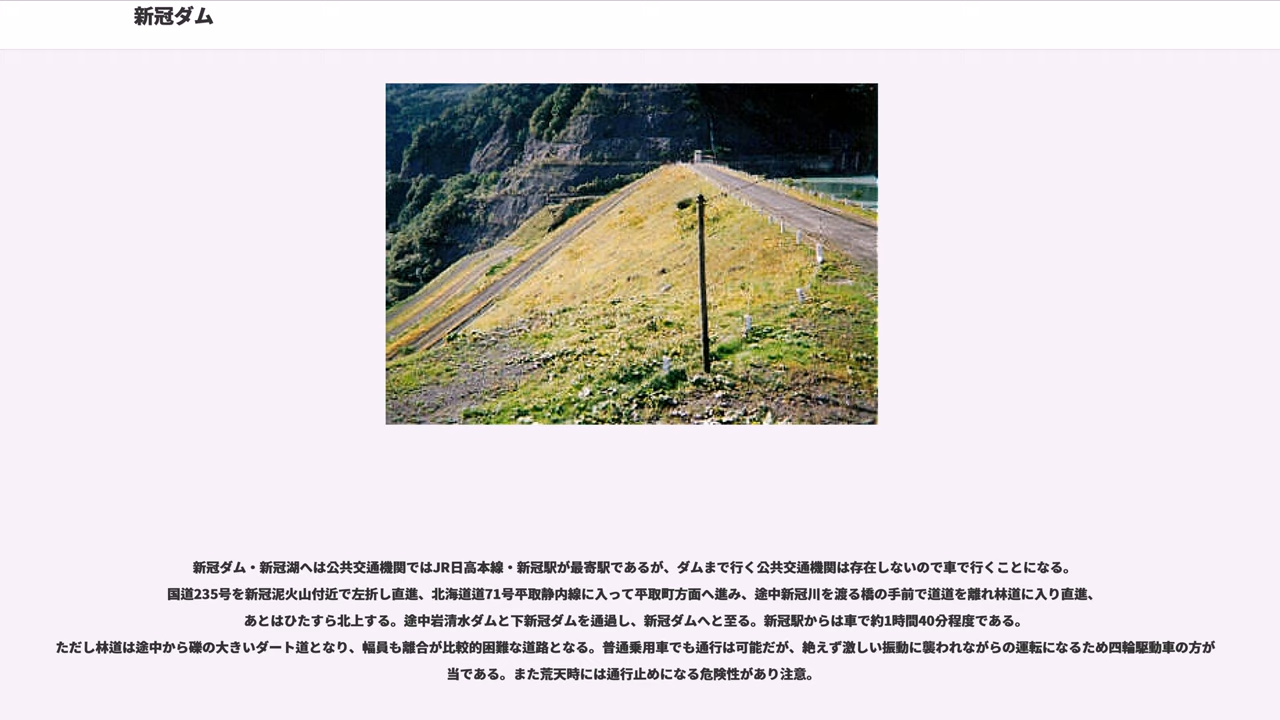 新冠ダム
新冠ダム・新冠湖へは公共交通機関ではJR日高本線・新冠駅が最寄駅であるが、ダムまで行く公共交通機関は存在しないので車で行くことになる。
国道235号を新冠泥火山付近で左折し直進、北海道道71号平取静内線に入って平取町方面へ進み、途中新冠川を渡る橋の手前で道道を離れ林道に入り直進、
あとはひたすら北上する。途中岩清水ダムと下新冠ダムを通過し、新冠ダムへと至る。新冠駅からは車で約1時間40分程度である。
ただし林道は途中から礫の大きいダート道となり、幅員も離合が比較的困難な道路となる。普通乗用車でも通行は可能だが、絶えず激しい振動に襲われながらの運転になるため四輪駆動車の方が
当である。また荒天時には通行止めになる危険性があり注意。